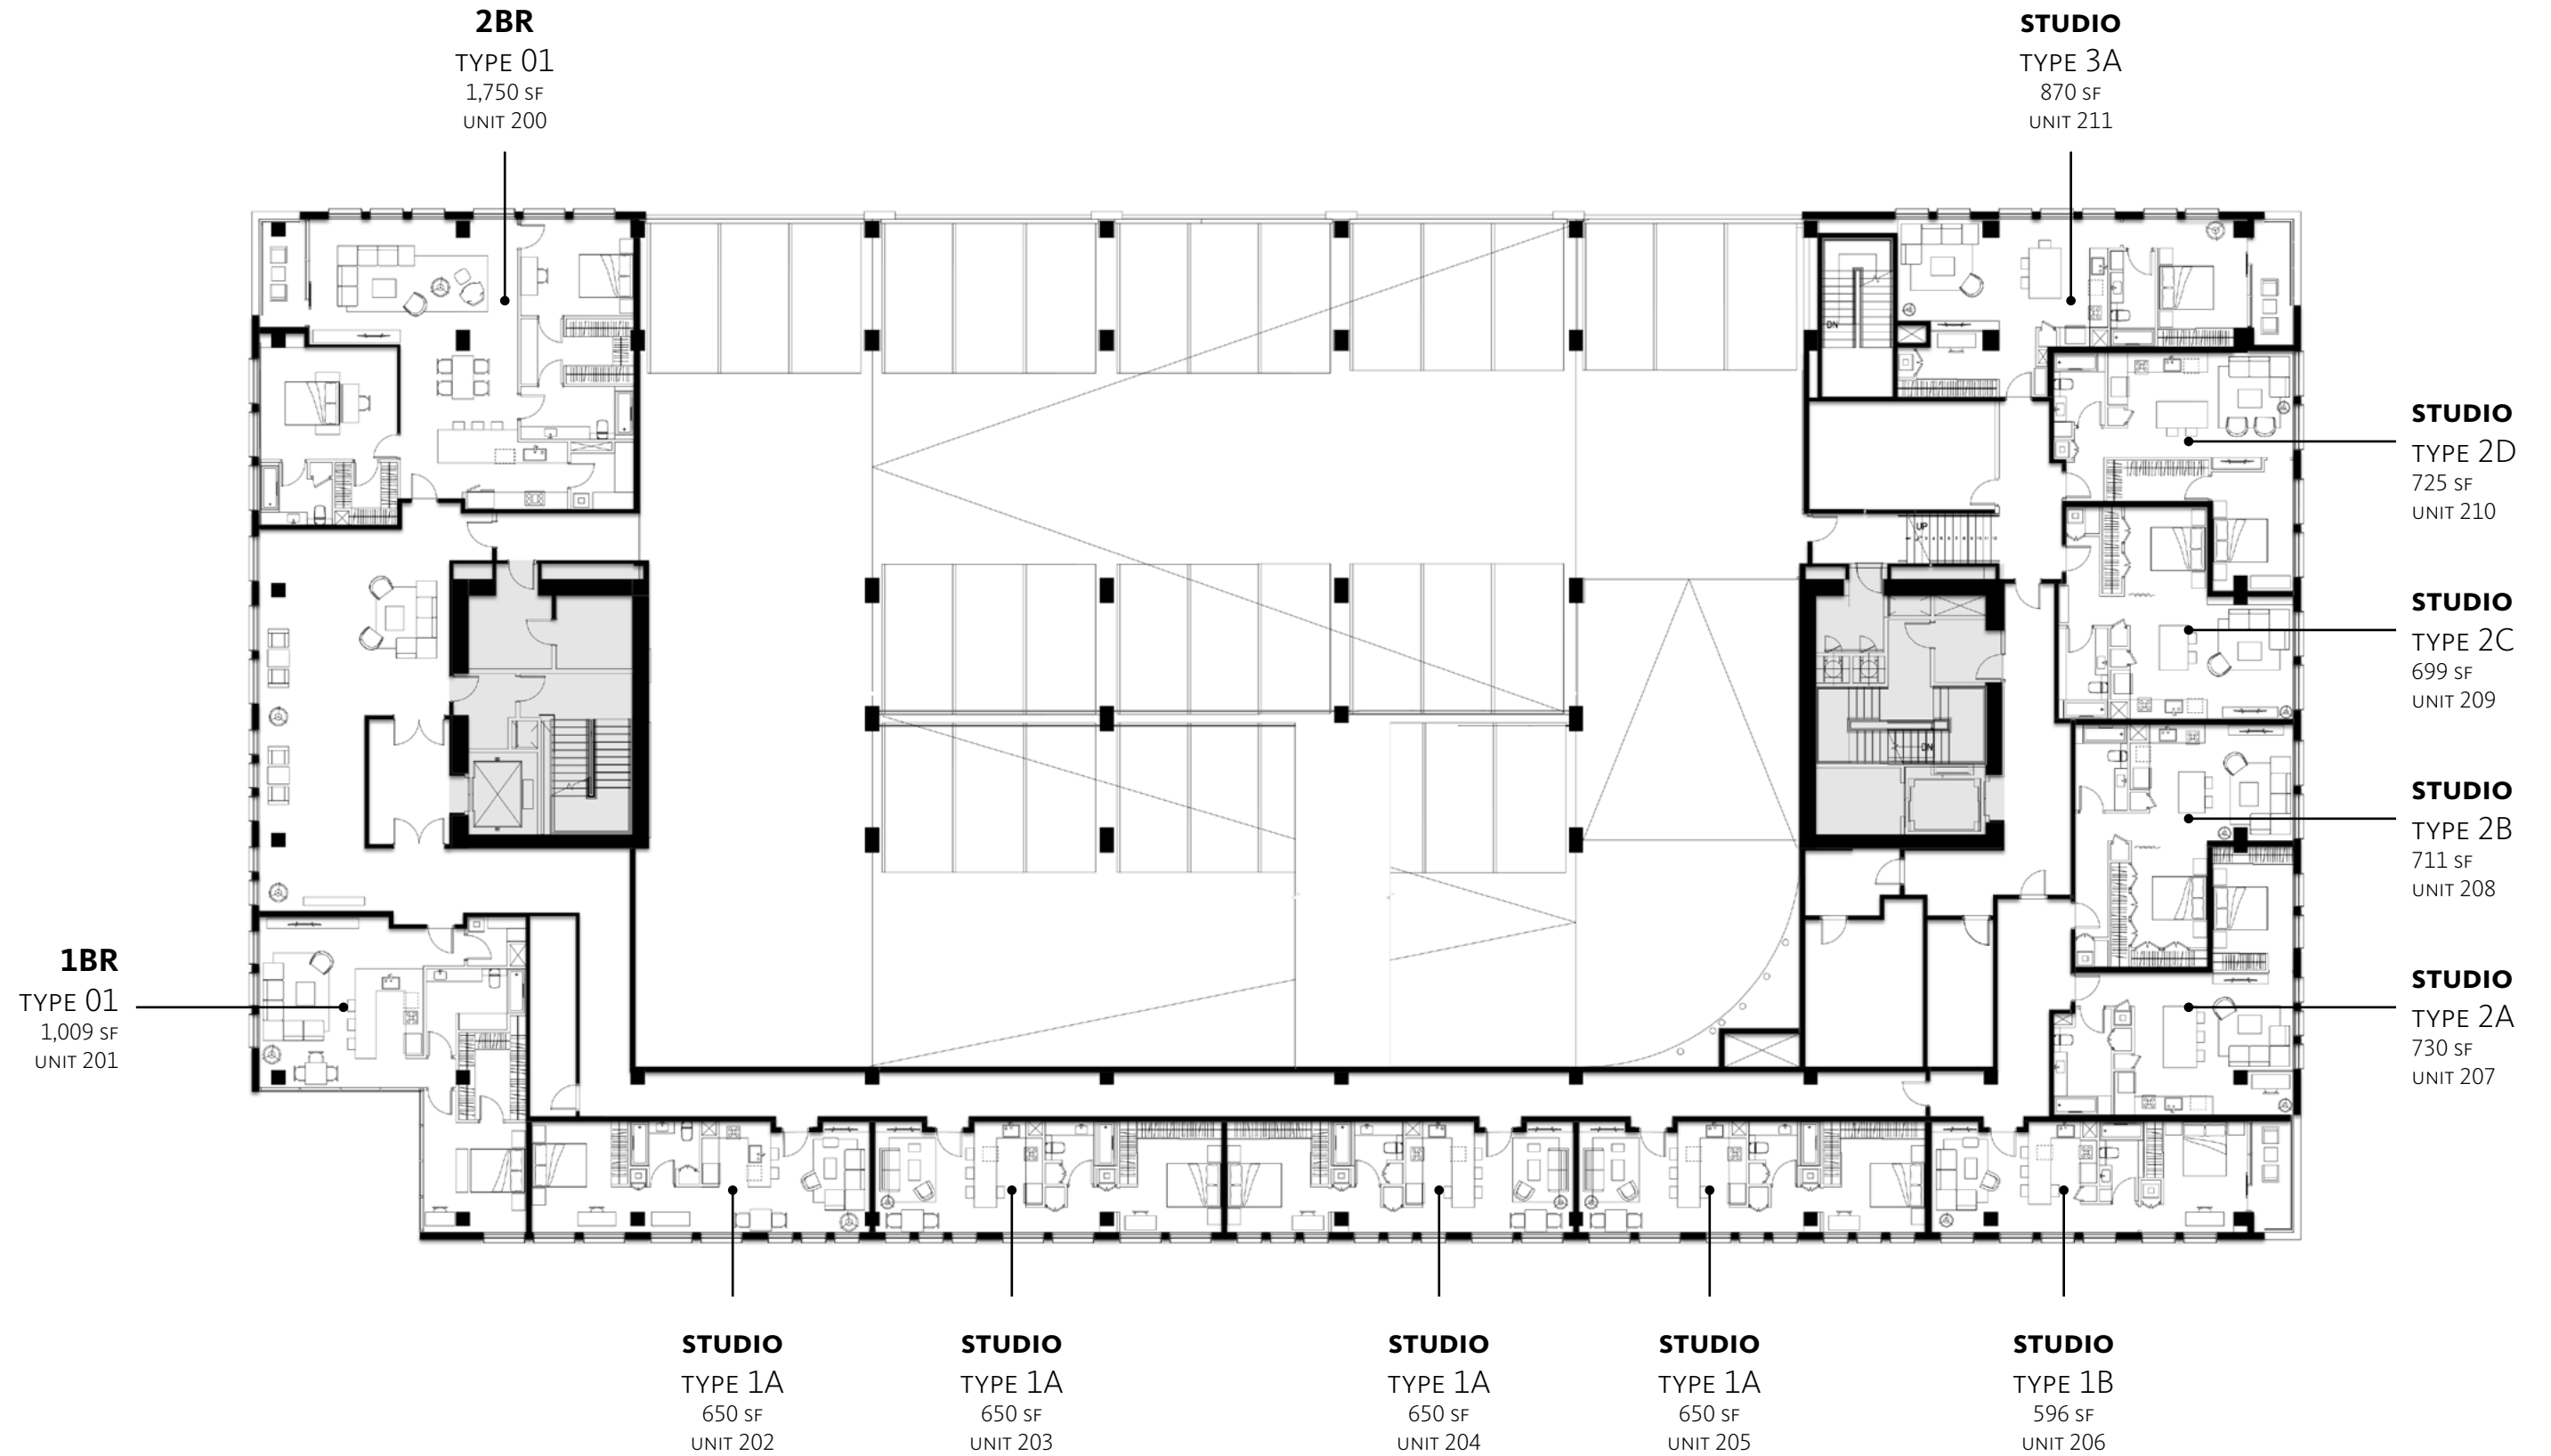 2BR
TYPE 01
1,750 SF
UNIT 200
STUDIO
TYPE 3A
870 SF
UNIT 211
DN
STUDIO
TYPE 2D
725 SF
UNIT 210
UP
STUDIO
TYPE 2C
699 SF
UNIT 209
DN
STUDIO
TYPE 2B
711 SF
UNIT 208
1BR
TYPE 01
1,009 SF
UNIT 201
STUDIO
TYPE 2A
730 SF
UNIT 207
STUDIO
TYPE 1A
650 SF
UNIT 202
STUDIO
TYPE 1A
650 SF
UNIT 203
STUDIO
TYPE 1A
650 SF
UNIT 204
STUDIO
TYPE 1A
650 SF
UNIT 205
STUDIO
TYPE 1B
596 SF
UNIT 206